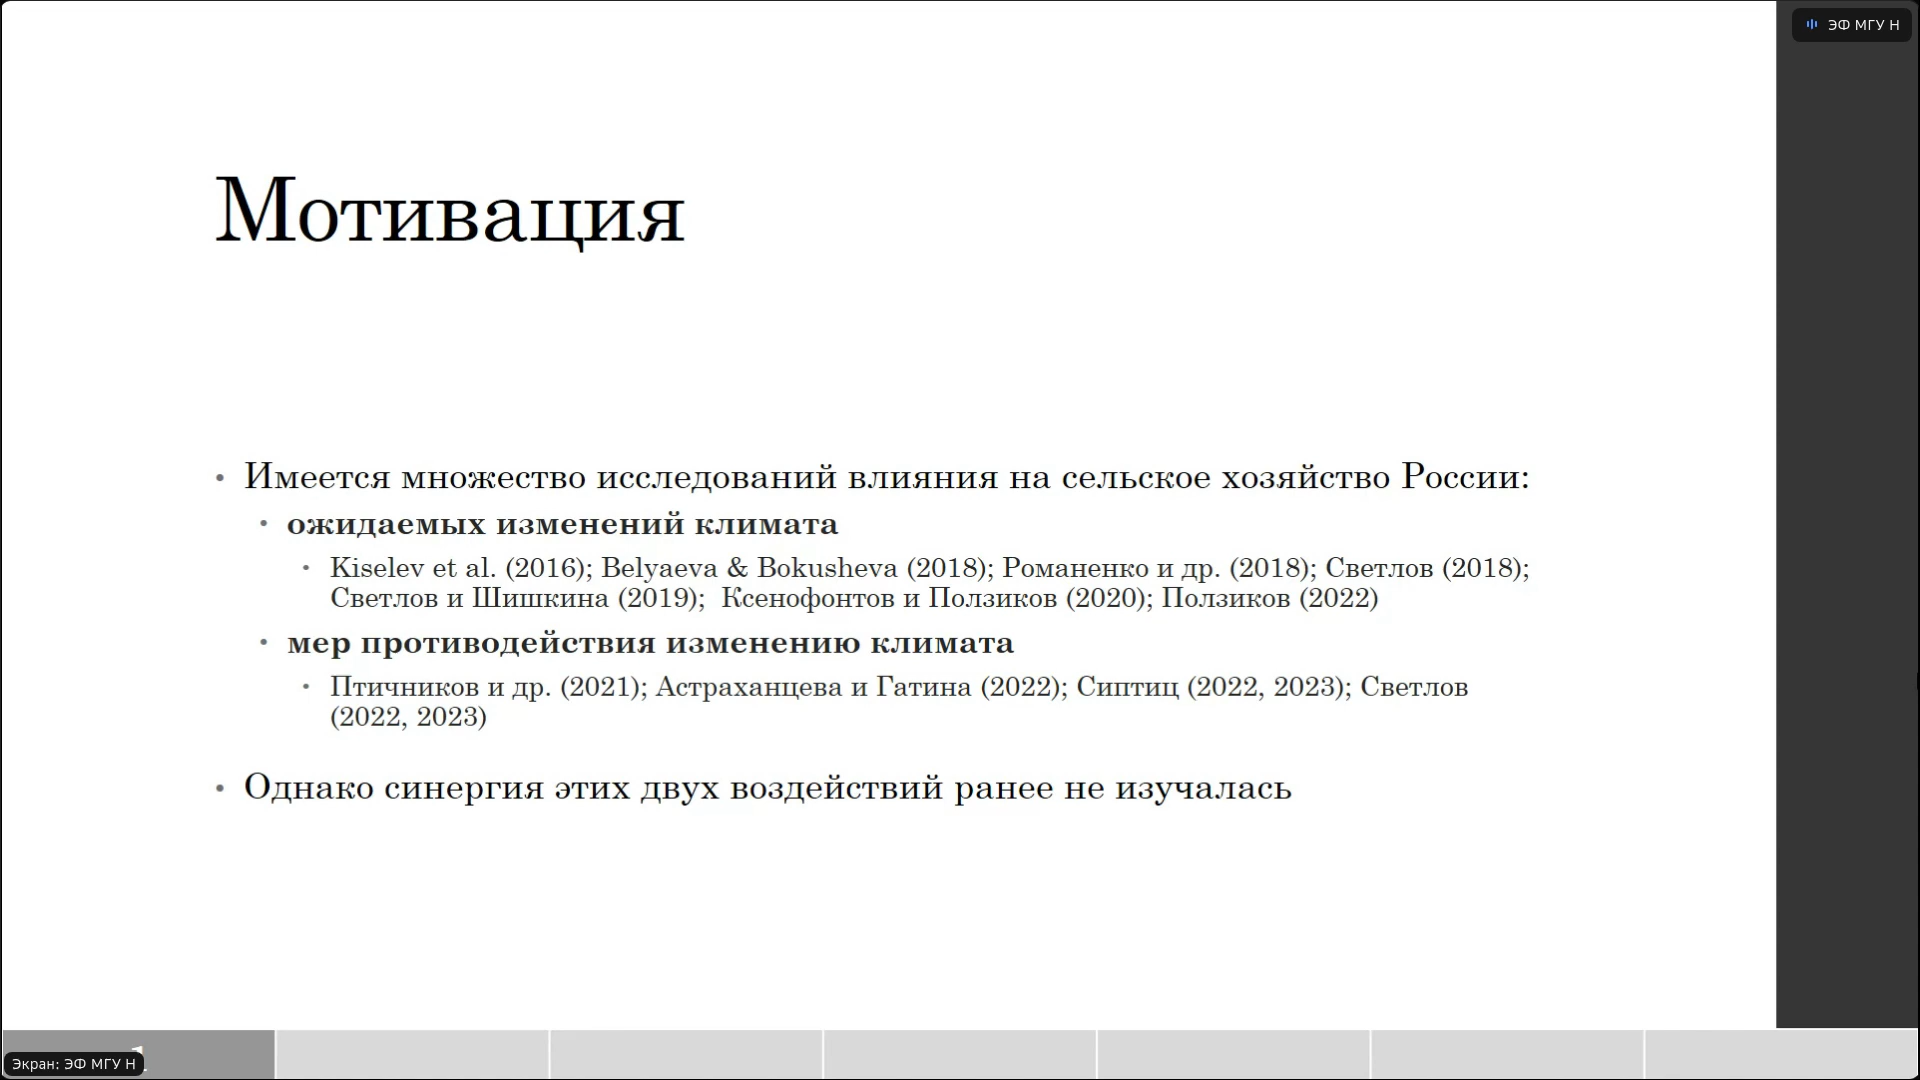 ЭФ МГУ Н
Мотивация
• Имеется множество исследований влияния на сельское хозяйство России:
• ожидаемых изменений климата
• Kiselev et al. (2016); Belyaeva & Bokusheva (2018); Романенко и др. (2018); Светлов (2018);
Светлов и Шишкина (2019); Ксенофонтов и Ползиков (2020); Ползиков (2022)
• мер противодействия изменению климата
• Птичников и др. (2021); Астраханцева и Гатина (2022); Сиптиц (2022, 2023); Светлов
(2022, 2023)
• Однако синергия этих двух воздействий ранее не изучалась
Экран: ЭФ МГУ Н